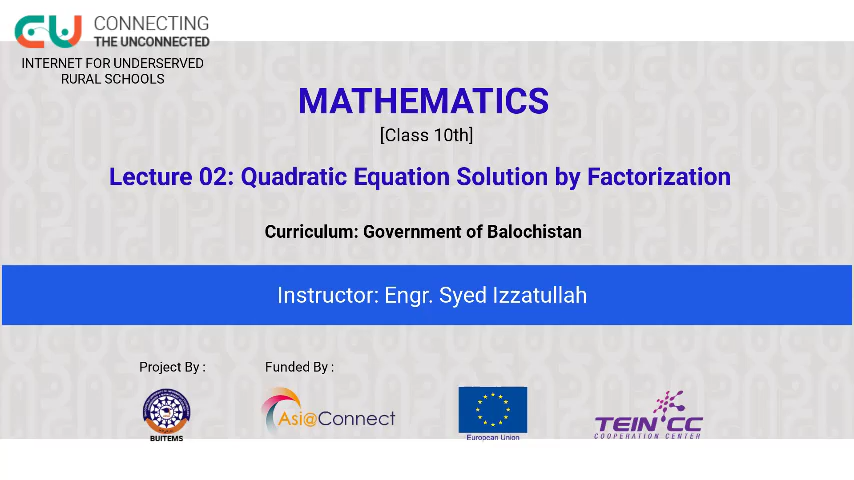 CONNECTING
THE UNCONNECTED
INTERNET FOR UNDERSERVED
RURAL SCHOOLS
MATHEMATICS
[Class 10th]
Lecture 02: Quadratic Equation Solution by Factorization
Curriculum: Government of Balochistan
Instructor: Engr. Syed Izzatullah
Project By :
Funded By :
BUITEMS
Asi@Connect
European Union
TEIN*CC
COOPERATION CENTER